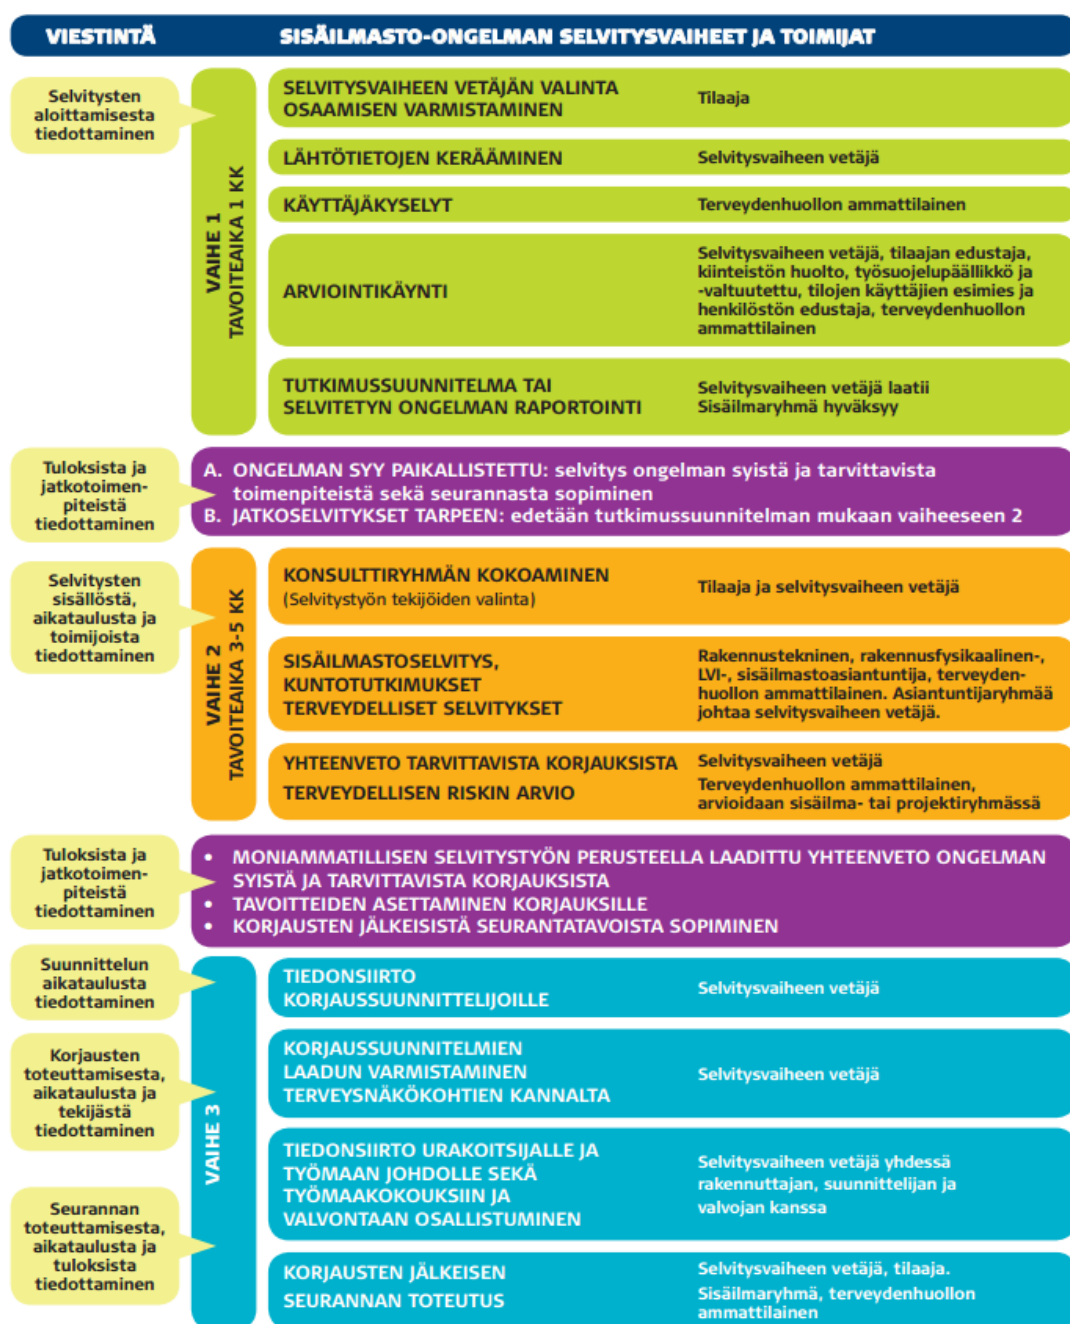 VIESTINTÄ
SISÄILMASTO-ONGELMAN SELVITYSVAIHEET JA TOIMIJAT
Selvitysten
aloittamisesta
tiedottaminen
VAIHE 1
TAVOITEAIKA 1 KK
SELVITYSVAIHEEN VETÄJÄN VALINTA
OSAAMISEN VARMISTAMINEN
Tilaaja
LÄHTÖTIETOJEN KERÄÄMINEN
Selvitysvaiheen vetäjä
KÄYTTÄJÄKYSELYT
Terveydenhuollon ammattilainen
ARVIOINTIKÄYNTI
Selvitysvaiheen vetäjä, tilaajan edustaja,
kiinteistön huolto, työsuojelupäällikkö ja
-valtuutettu, tilojen käyttäjien esimies ja
henkilöstön edustaja, terveydenhuollon
ammattilainen
TUTKIMUSSUUNNITELMA TAI
SELVITETYN ONGELMAN RAPORTOINTI
Selvitysvaiheen vetäjä laatii
Sisäilmaryhmä hyväksyy
Tuloksista ja
jatkotoimen-
piteistä
tiedottaminen
A. ONGELMAN SYY PAIKALLISTETTU: selvitys ongelman syistä ja tarvittavista
toimenpiteistä sekä seurannasta sopiminen
B. JATKOSELVITYKSET TARPEEN: edetään tutkimussuunnitelman mukaan vaiheeseen 2
Selvitysten
sisällöstä,
aikataulusta ja
toimijoista
tiedottaminen
VAIHE 2
TAVOITEAIKA 3-5 KK
KONSULTTIRYHMÄN KOKOAMINEN
(Selvitystyön tekijöiden valinta)
Tilaaja ja selvitysvaiheen vetäjä
SISÄILMASTOSELVITYS,
KUNTOTUTKIMUKSET
TERVEYDELLISET SELVITYKSET
Rakennustekninen, rakennusfysikaalinen-,
LVI-, sisäilmastoasiantuntija, terveyden-
huollon ammattilainen. Asiantuntijaryhmää
johtaa selvitysvaiheen vetäjä.
YHTEENVETO TARVITTAVISTA KORJAUKSISTA
Selvitysvaiheen vetäjä
TERVEYDELLISEN RISKIN ARVIO
Terveydenhuollon ammattilainen,
arvioidaan sisäilma- tai projektiryhmässä
Tuloksista ja
jatkotoimen-
piteistä
tiedottaminen
• MONIAMMATILLISEN SELVITYSTYÖN PERUSTEELLA LAADITTU YHTEENVETO ONGELMAN
SYISTÄ JA TARVITTAVISTA KORJAUKSISTA
• TAVOITTEIDEN ASETTAMINEN KORJAUKSILLE
• KORJAUSTEN JÄLKEISISTÄ SEURANTATAVOISTA SOPIMINEN
Suunnittelun
aikataulusta
tiedottaminen
VAIHE 3
TIEDONSIIRTO
KORJAUSSUUNNITTELIJOILLE
Selvitysvaiheen vetäjä
Korjausten
toteuttamisesta,
aikataulusta ja
tekijästä
tiedottaminen
KORJAUSSUUNNITELMIEN
LAADUN VARMISTAMINEN
TERVEYSNÄKÖKOHTIEN KANNALTA
Selvitysvaiheen vetäjä
TIEDONSIIRTO URAKOITSIJALLE JA
TYÖMAAN JOHDOLLE SEKÄ
TYÖMAAKOKOUKSIIN JA
VALVONTAAN OSALLISTUMINEN
Selvitysvaiheen vetäjä yhdessä
rakennuttajan, suunnittelijan ja
valvojan kanssa
Seurannan
toteuttamisesta,
aikataulusta ja
tuloksista
tiedottaminen
KORJAUSTEN JÄLKEISEN
SEURANNAN TOTEUTUS
Selvitysvaiheen vetäjä, tilaaja.
Sisäilmaryhmä, terveydenhuollon
ammattilainen